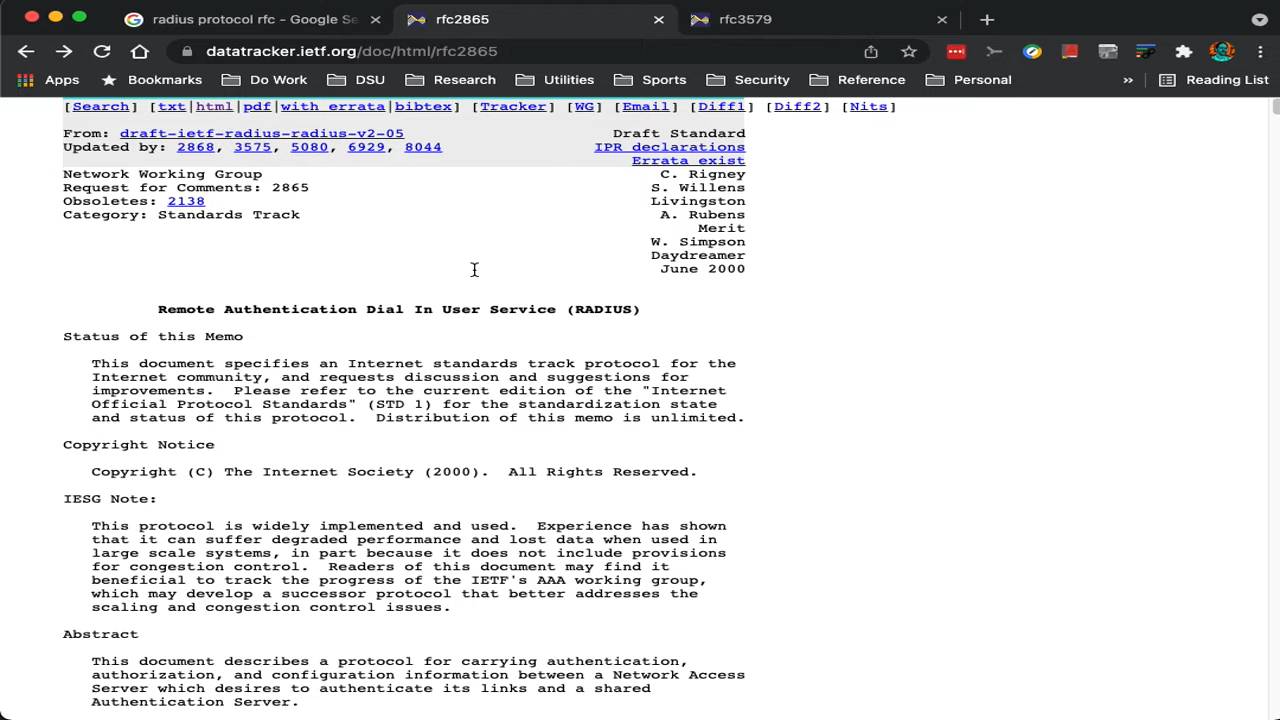 radius protocol rfc - Google Se
rfc2865
rfc3579
datatracker.ietf.org/doc/html/rfc2865
Apps
Bookmarks
Do Work
DSU
Research
Utilities
Sports
Security
Reference
Personal
»
Reading List
[Search] [txt|html|pdf|with errata|bibtex] [Tracker] [WG] [Email] [Diff1] [Diff2] [Nits]
From: draft-ietf-radius-radius-v2-05 Draft Standard
Updated by: 2868, 3575, 5080, 6929, 8044 IPR declarations
Errata exist
Network Working Group C. Rigney
Request for Comments: 2865 S. Willens
Obsoletes: 2138 Livingston
Category: Standards Track A. Rubens
Merit
W. Simpson
Daydreamer
June 2000
Remote Authentication Dial In User Service (RADIUS)
Status of this Memo
This document specifies an Internet standards track protocol for the
Internet community, and requests discussion and suggestions for
improvements. Please refer to the current edition of the "Internet
Official Protocol Standards" (STD 1) for the standardization state
and status of this protocol. Distribution of this memo is unlimited.
Copyright Notice
Copyright (C) The Internet Society (2000). All Rights Reserved.
IESG Note:
This protocol is widely implemented and used. Experience has shown
that it can suffer degraded performance and lost data when used in
large scale systems, in part because it does not include provisions
for congestion control. Readers of this document may find it
beneficial to track the progress of the IETF's AAA working group,
which may develop a successor protocol that better addresses the
scaling and congestion control issues.
Abstract
This document describes a protocol for carrying authentication,
authorization, and configuration information between a Network Access
Server which desires to authenticate its links and a shared
Authentication Server.